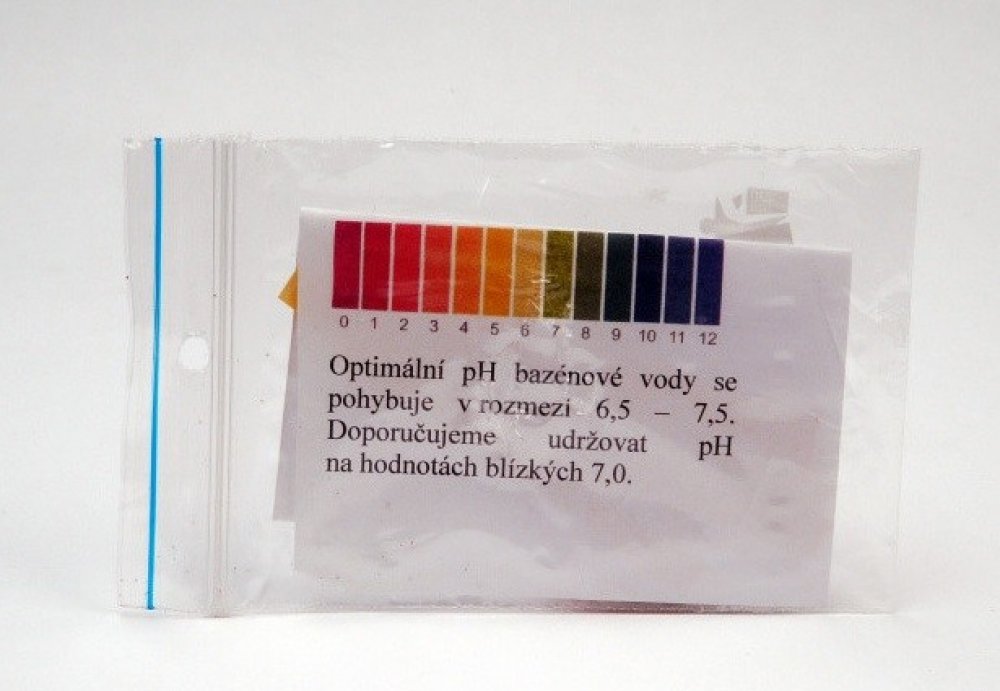 0 1 2 3 4 5 6 7 8 9 10 11 12
Optimální pH bazénové vody se
pohybuje v rozmezi 6,5 – 7,5.
Doporučujeme udržovat pH
na hodnotách blízkých 7,0.